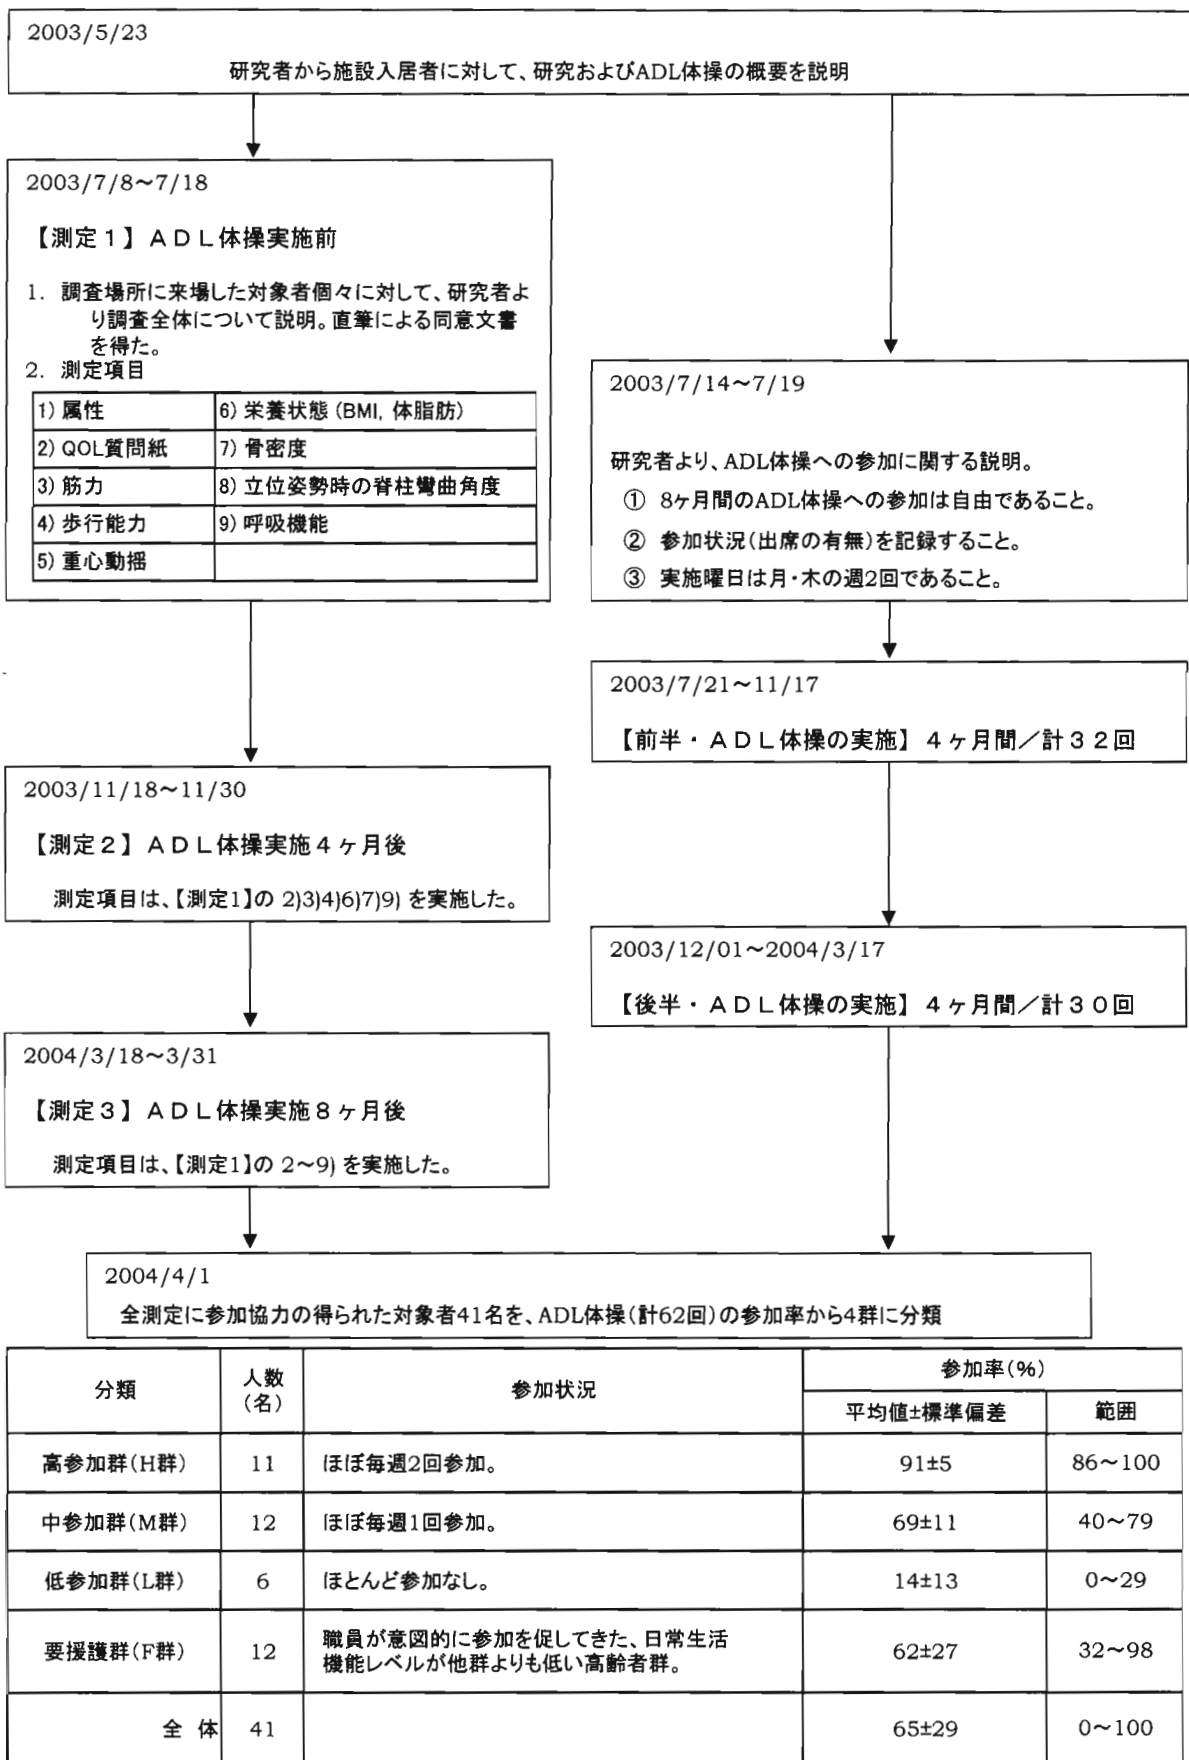 2003/5/23
研究者から施設入居者に対して、研究およびADL体操の概要を説明
2003/7/8～7/18
【測定１】ＡＤＬ体操実施前
1. 調査場所に来場した対象者個々に対して、研究者よ
り調査全体について説明。直筆による同意文書
を得た。
2. 測定項目
1) 属性 6) 栄養状態 (BMI, 体脂肪)
2) QOL質問紙 7) 骨密度
3) 筋力 8) 立位姿勢時の脊柱彎曲角度
4) 歩行能力 9) 呼吸機能
5) 重心動揺
2003/7/14～7/19
研究者より、ADL体操への参加に関する説明。
① 8ヶ月間のADL体操への参加は自由であること。
② 参加状況(出席の有無)を記録すること。
③ 実施曜日は月・木の週2回であること。
2003/7/21～11/17
【前半・ＡＤＬ体操の実施】４ヶ月間／計３２回
2003/11/18～11/30
【測定２】ＡＤＬ体操実施４ヶ月後
測定項目は、【測定1】の 2)3)4)6)7)9) を実施した。
2003/12/01～2004/3/17
【後半・ＡＤＬ体操の実施】４ヶ月間／計３０回
2004/3/18～3/31
【測定３】ＡＤＬ体操実施８ヶ月後
測定項目は、【測定1】の 2～9) を実施した。
2004/4/1
全測定に参加協力の得られた対象者41名を、ADL体操(計62回)の参加率から4群に分類
分類 人数(名) 参加状況 参加率(%)
平均値±標準偏差 範囲
高参加群(H群) 11 ほぼ毎週2回参加。 91±5 86～100
中参加群(M群) 12 ほぼ毎週1回参加。 69±11 40～79
低参加群(L群) 6 ほとんど参加なし。 14±13 0～29
要援護群(F群) 12 職員が意図的に参加を促してきた、日常生活
機能レベルが他群よりも低い高齢者群。 62±27 32～98
全 体 41 65±29 0～100